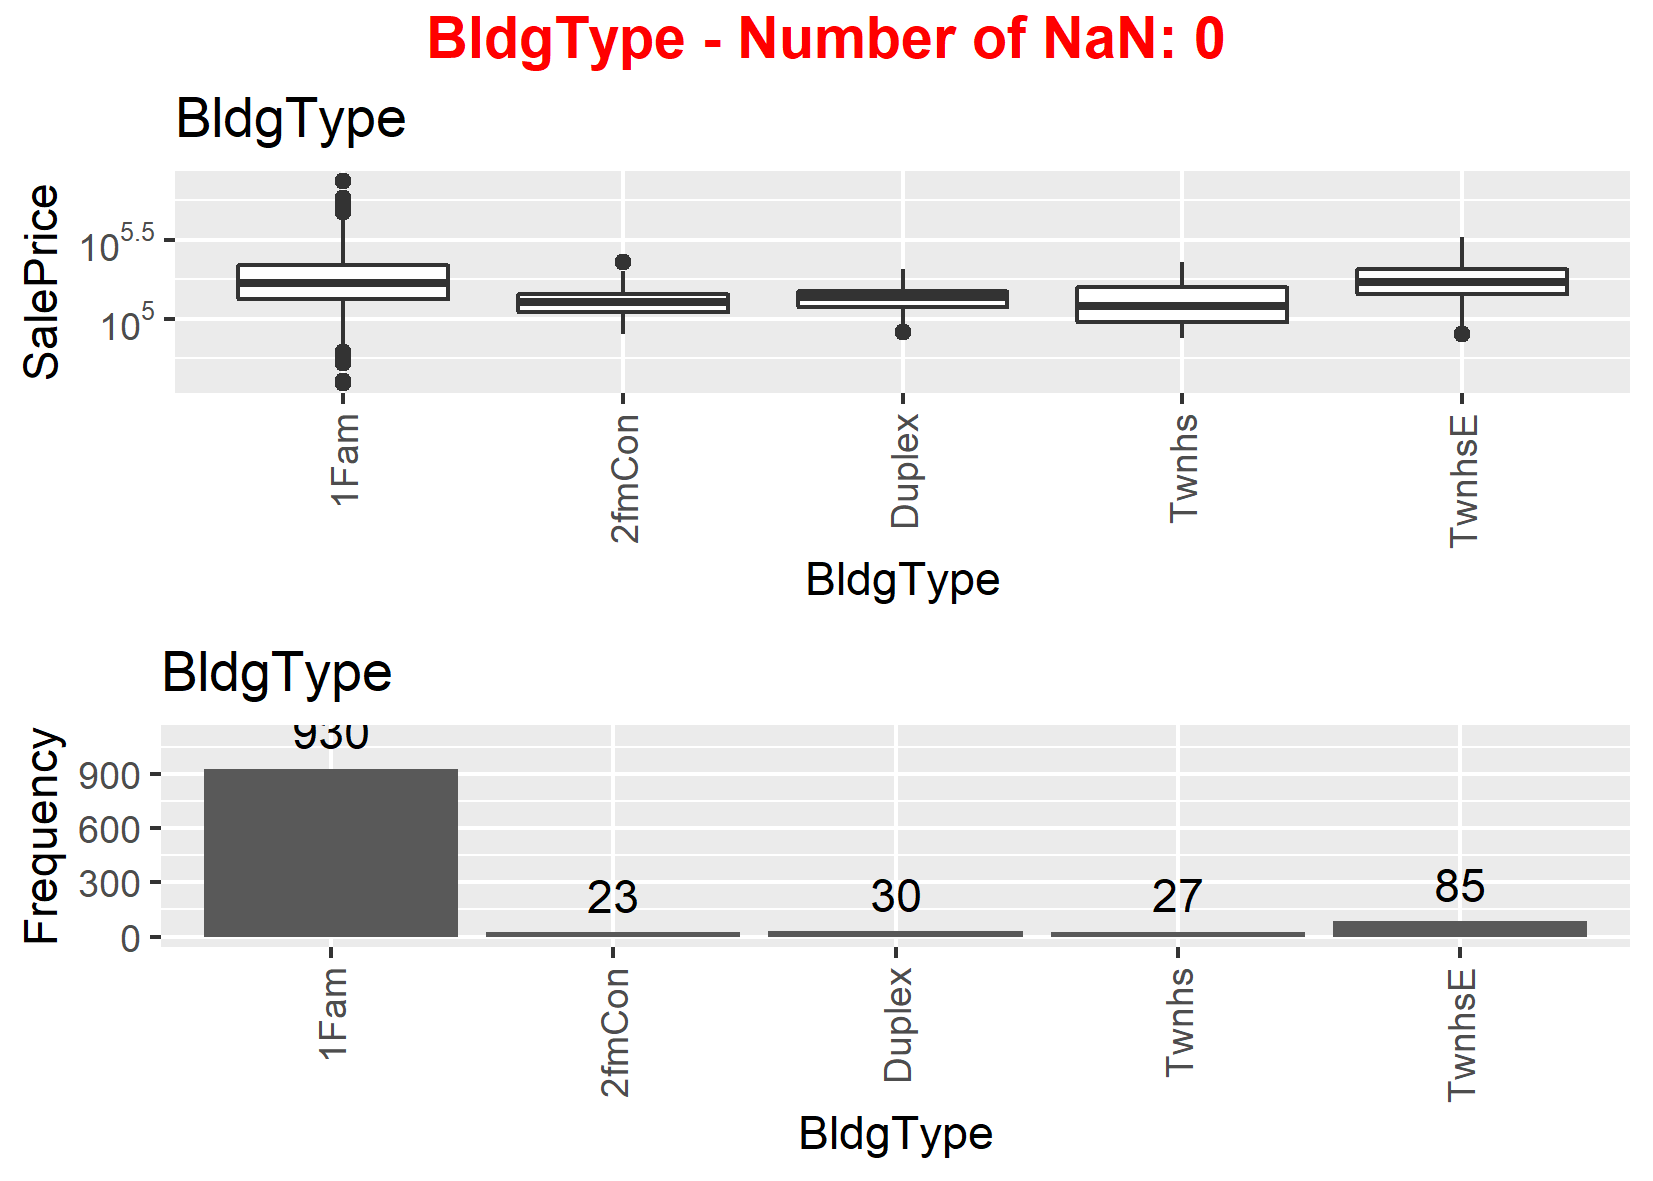 BldgType - Number of NaN: 0
BldgType
SalePrice
10^5.5
10^5
1Fam
2fmCon
Duplex
Twnhs
TwnhsE
BldgType
BldgType
Frequency
930
900
600
300
0
23
30
27
85
1Fam
2fmCon
Duplex
Twnhs
TwnhsE
BldgType